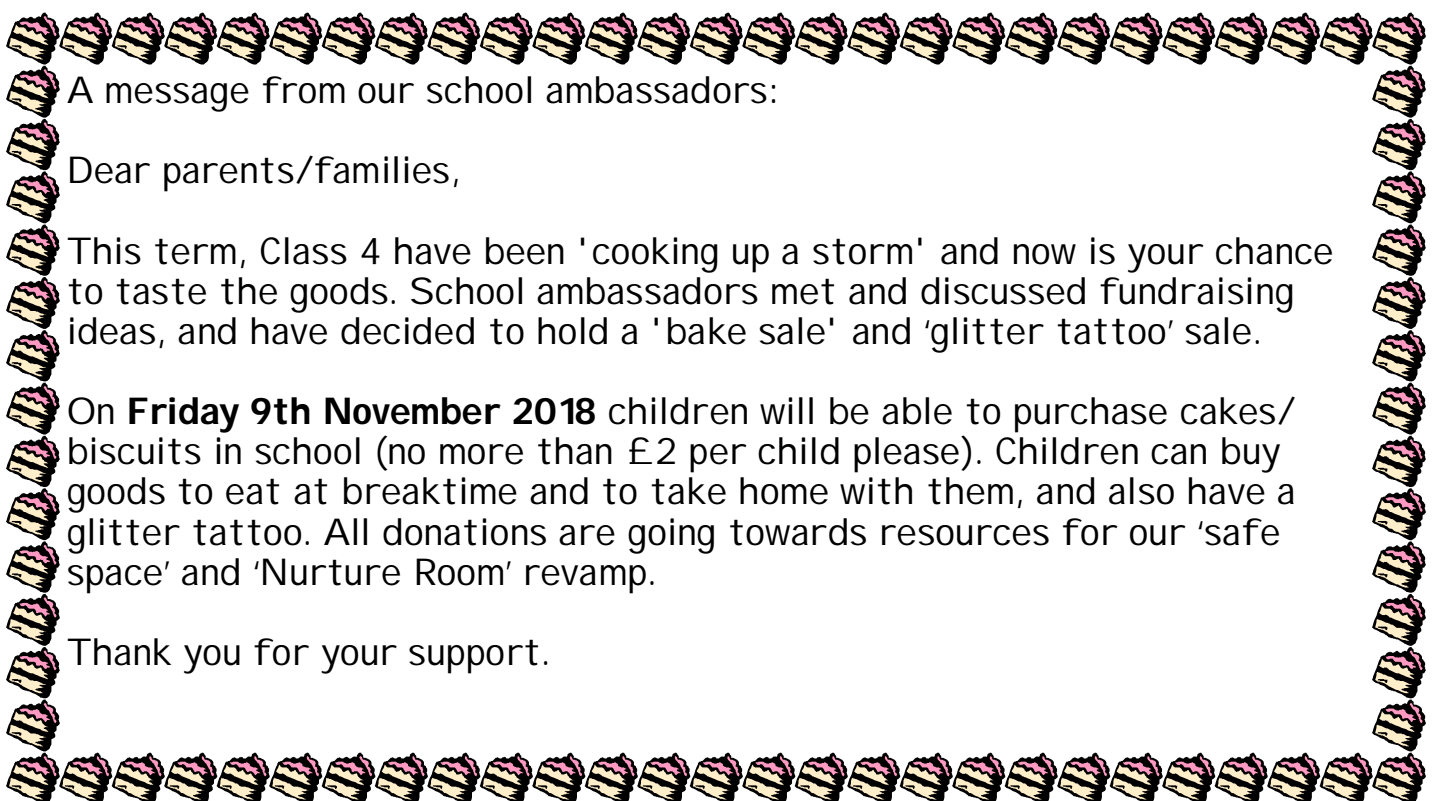 A message from our school ambassadors:
Dear parents/families,
This term, Class 4 have been 'cooking up a storm' and now is your chance
to taste the goods. School ambassadors met and discussed fundraising
ideas, and have decided to hold a 'bake sale' and ‘glitter tattoo’ sale.
On Friday 9th November 2018 children will be able to purchase cakes/
biscuits in school (no more than £2 per child please). Children can buy
goods to eat at breaktime and to take home with them, and also have a
glitter tattoo. All donations are going towards resources for our ‘safe
space’ and ‘Nurture Room’ revamp.
Thank you for your support.